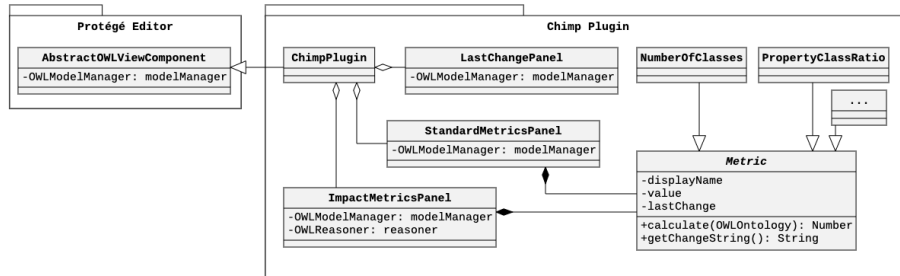 Protégé Editor
Chimp Plugin
AbstractOWLViewComponent
-OWLModelManager: modelManager
ChimpPlugin
LastChangePanel
-OWLModelManager: modelManager
NumberOfClasses
PropertyClassRatio
...
StandardMetricsPanel
-OWLModelManager: modelManager
Metric
-displayName
-value
-lastChange
+calculate(OWLOntology): Number
+getChangeString(): String
ImpactMetricsPanel
-OWLModelManager: modelManager
-OWLReasoner: reasoner